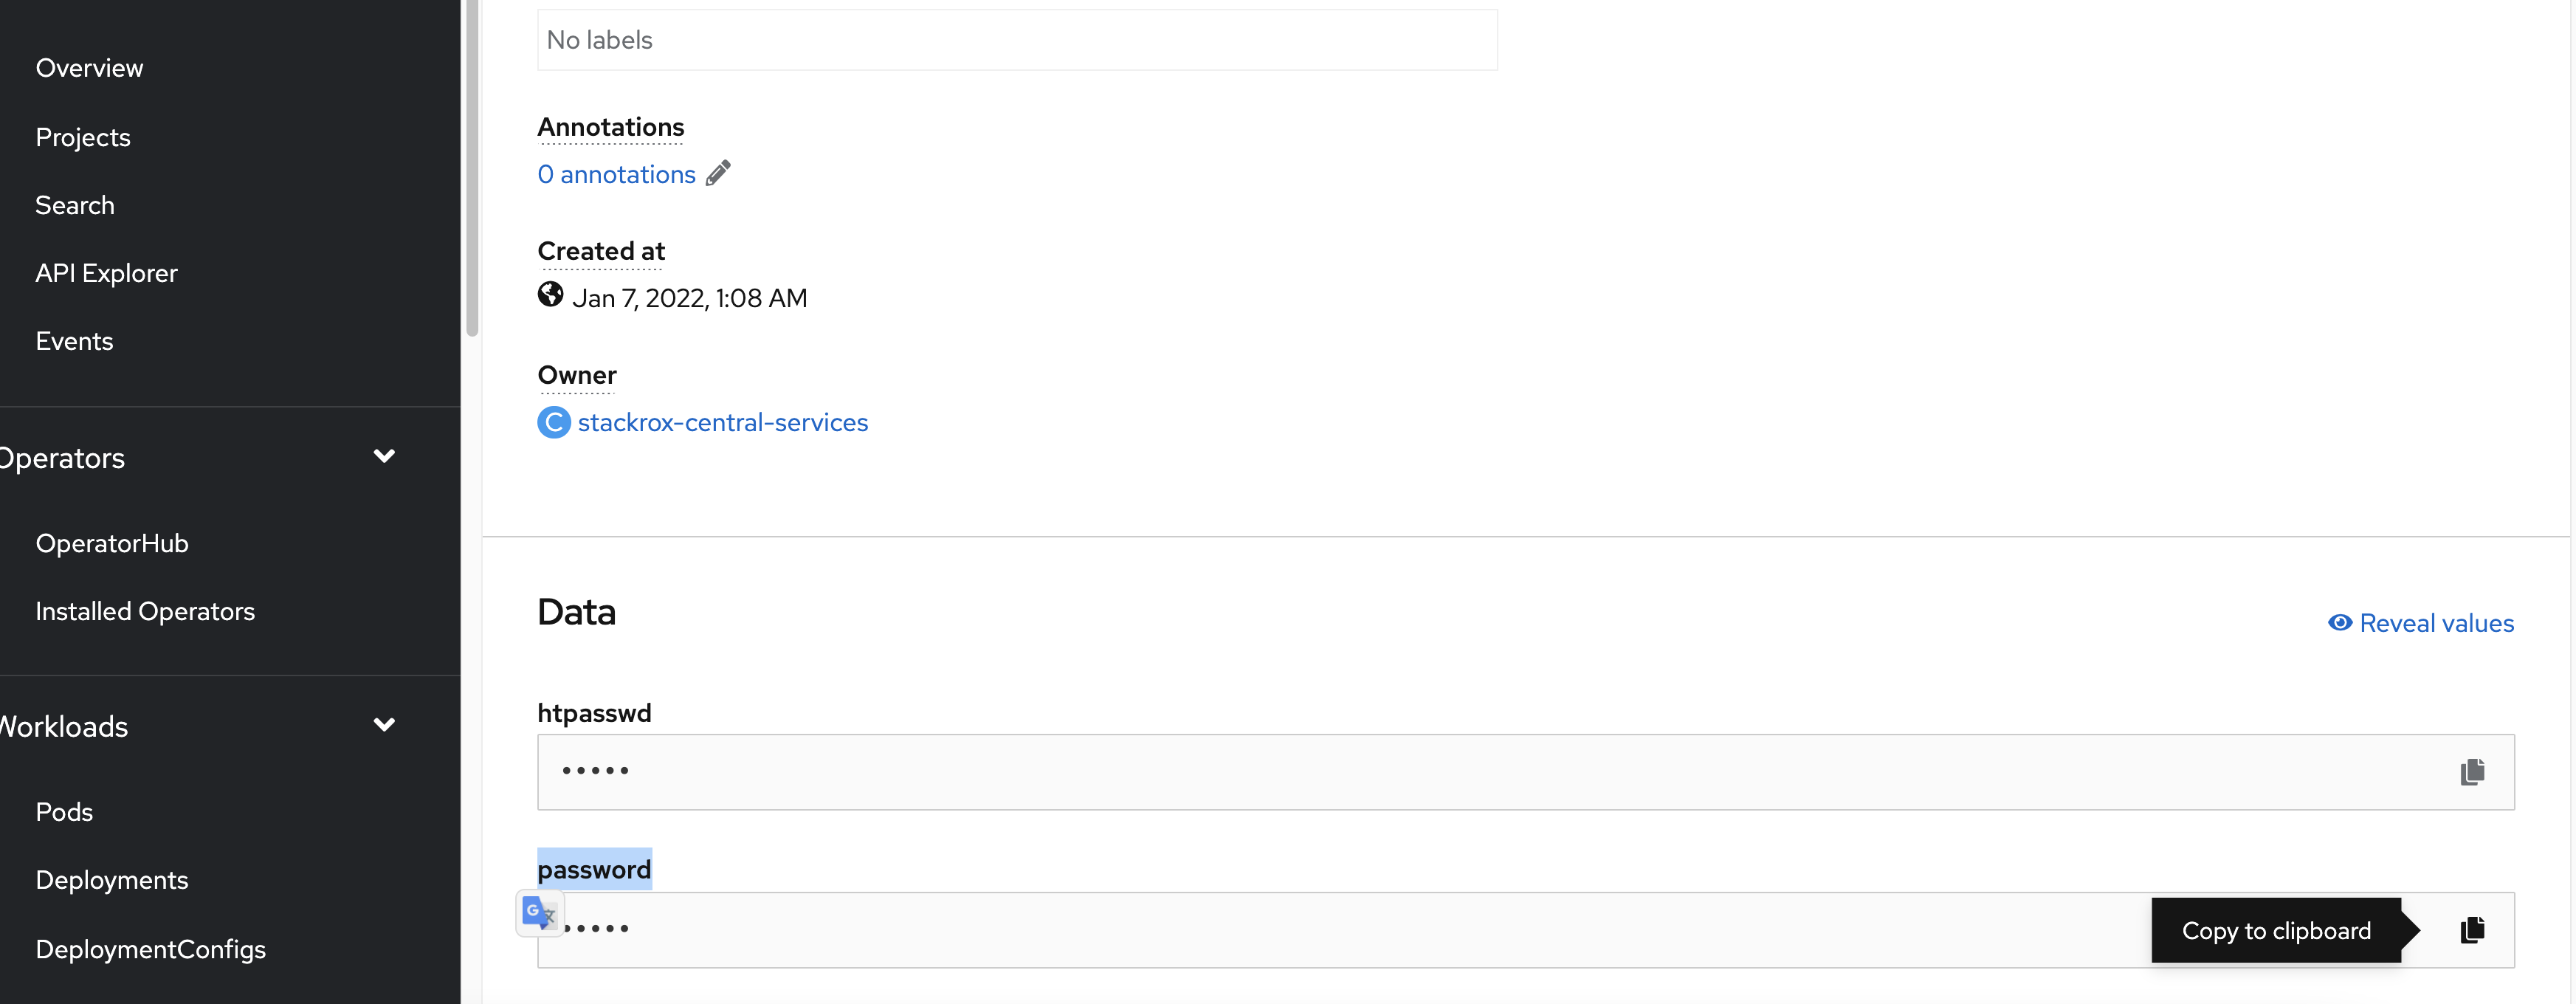 Overview
Projects
Search
API Explorer
Events
Operators
OperatorHub
Installed Operators
Workloads
Pods
Deployments
DeploymentConfigs
No labels
Annotations
0 annotations
Created at
Jan 7, 2022, 1:08 AM
Owner
C stackrox-central-services
Data
Reveal values
htpasswd
•••••
password
•••••
Copy to clipboard